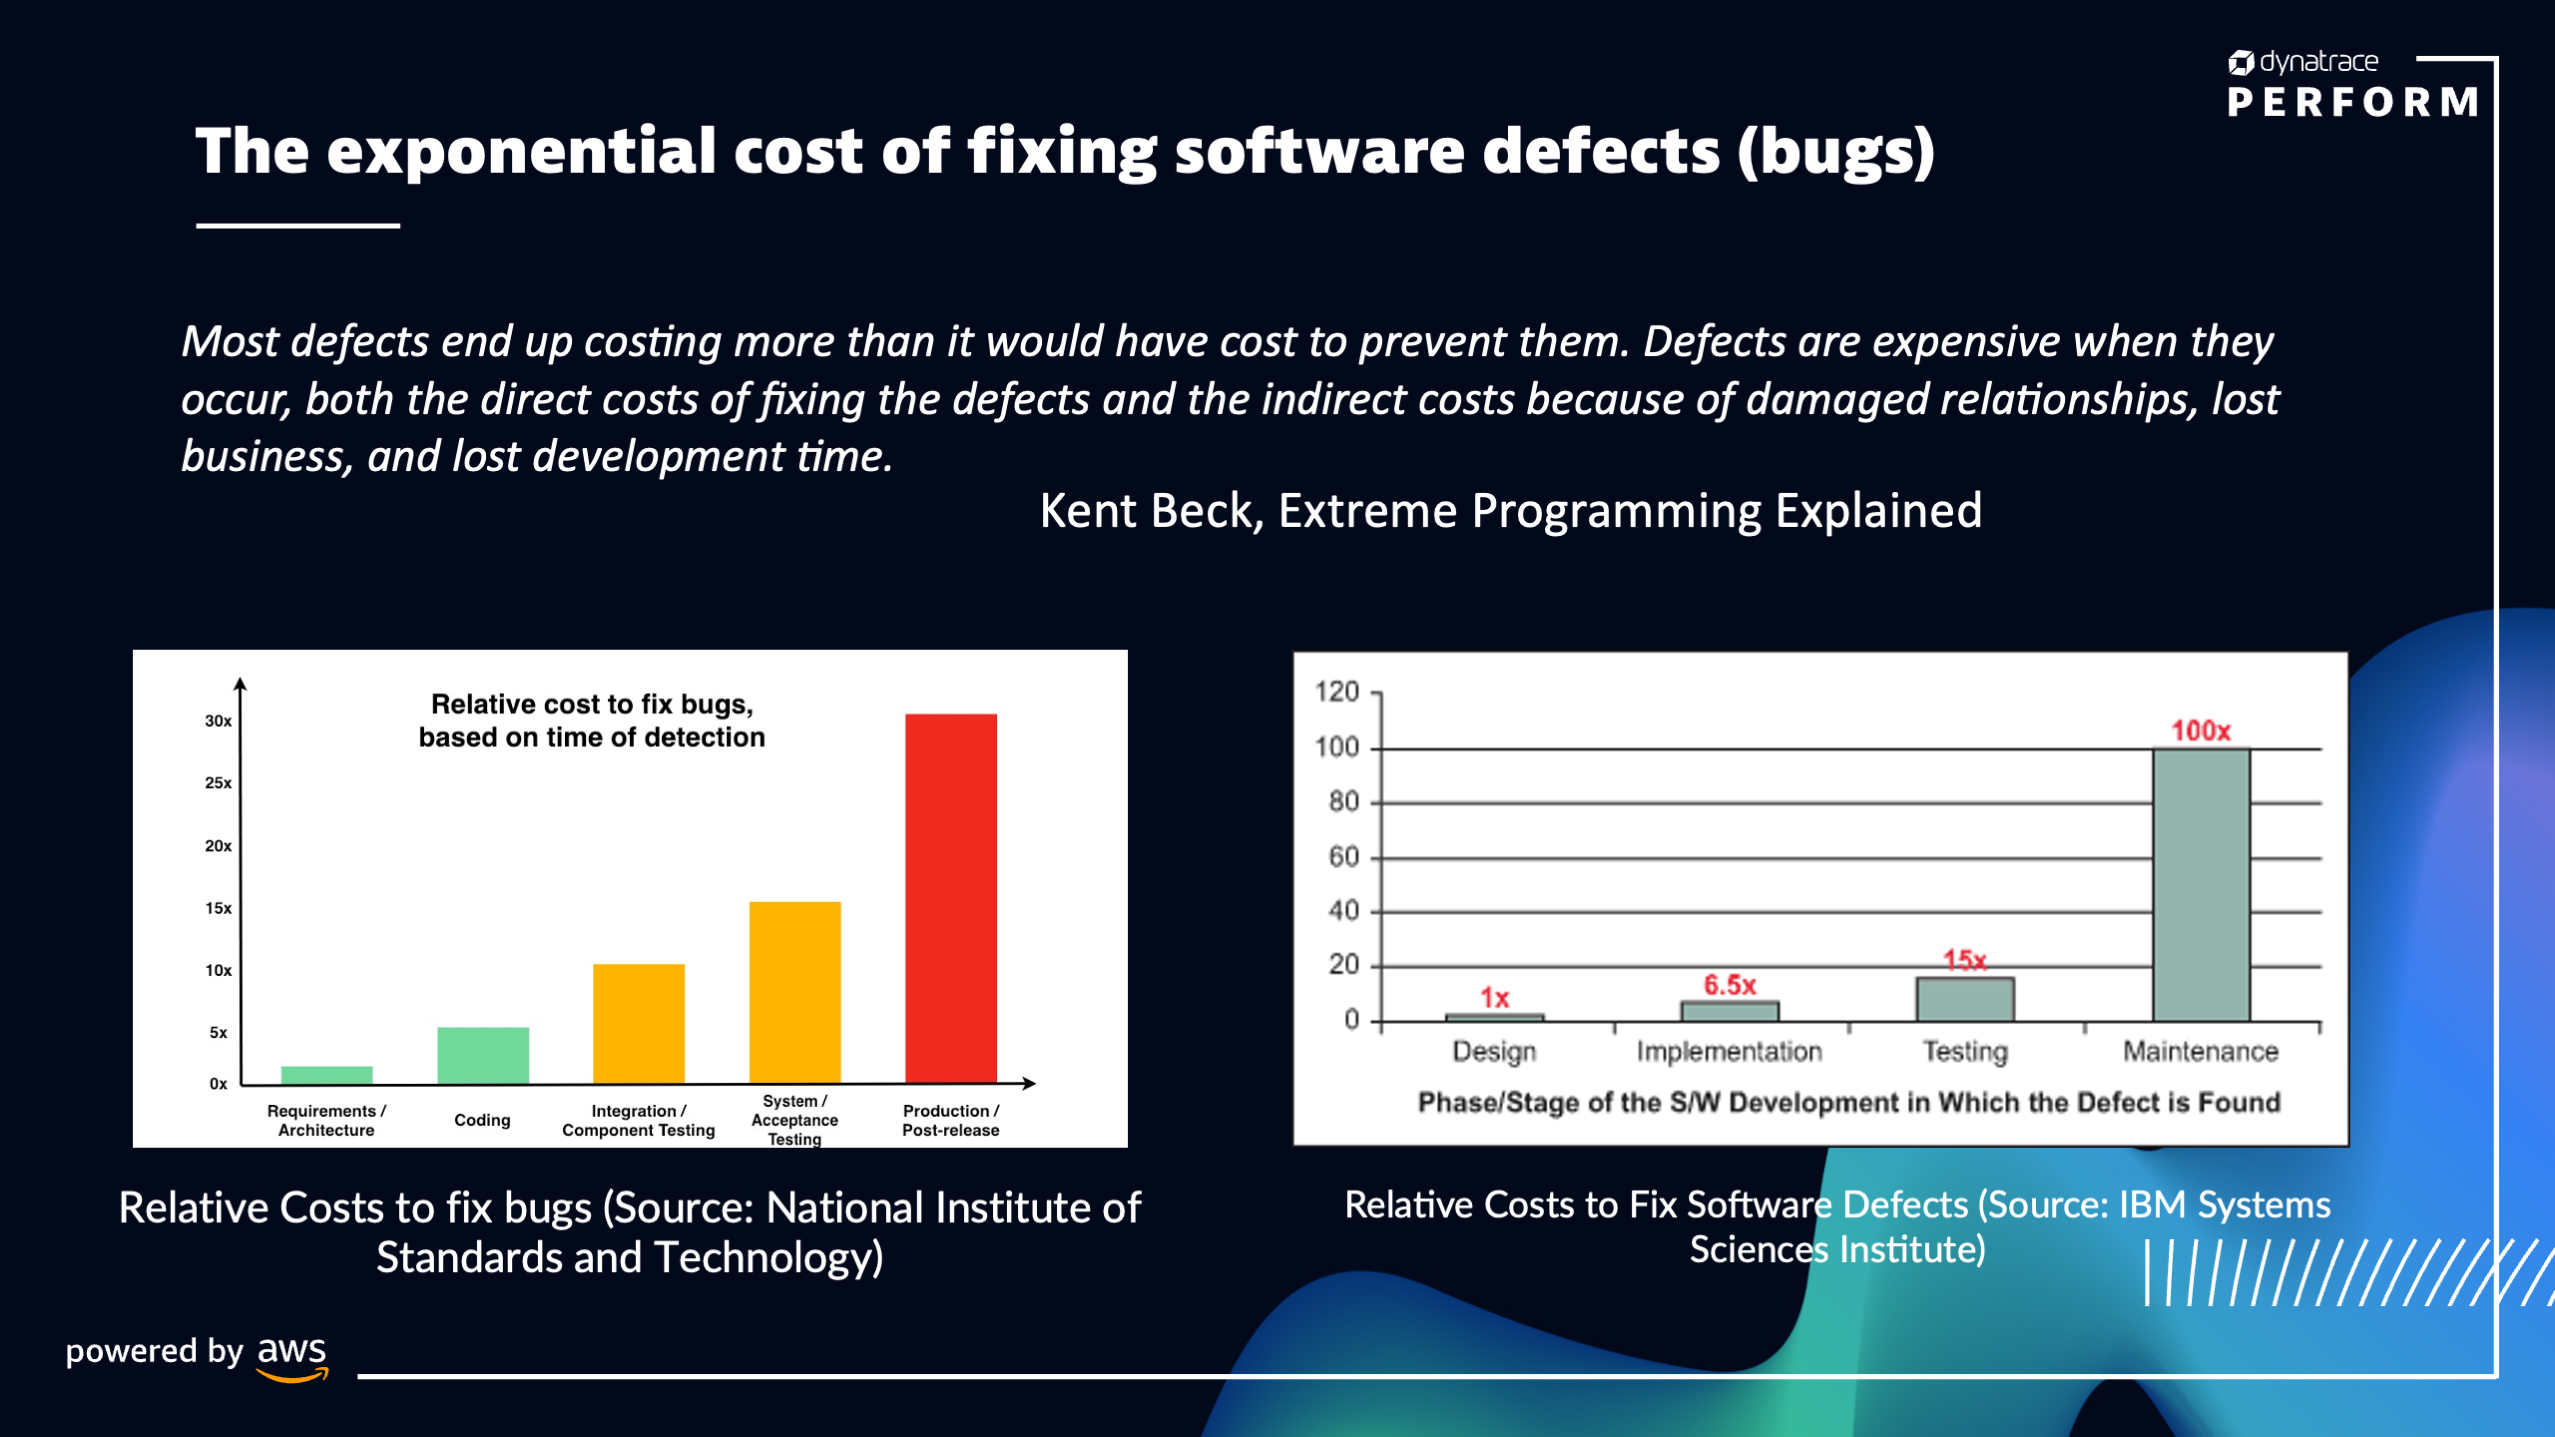 dynatrace
PERFORM
The exponential cost of fixing software defects (bugs)
Most defects end up costing more than it would have cost to prevent them. Defects are expensive when they
occur, both the direct costs of fixing the defects and the indirect costs because of damaged relationships, lost
business, and lost development time.
Kent Beck, Extreme Programming Explained
Relative cost to fix bugs,
based on time of detection
30x
25x
20x
15x
10x
5x
0x
Requirements /
Architecture
Coding
Integration /
Component Testing
System /
Acceptance
Testing
Production /
Post-release
Relative Costs to fix bugs (Source: National Institute of
Standards and Technology)
120
100
80
60
40
20
0
1x
6.5x
15x
100x
Design
Implementation
Testing
Maintenance
Phase/Stage of the S/W Development in Which the Defect is Found
Relative Costs to Fix Software Defects (Source: IBM Systems
Sciences Institute)
powered by aws